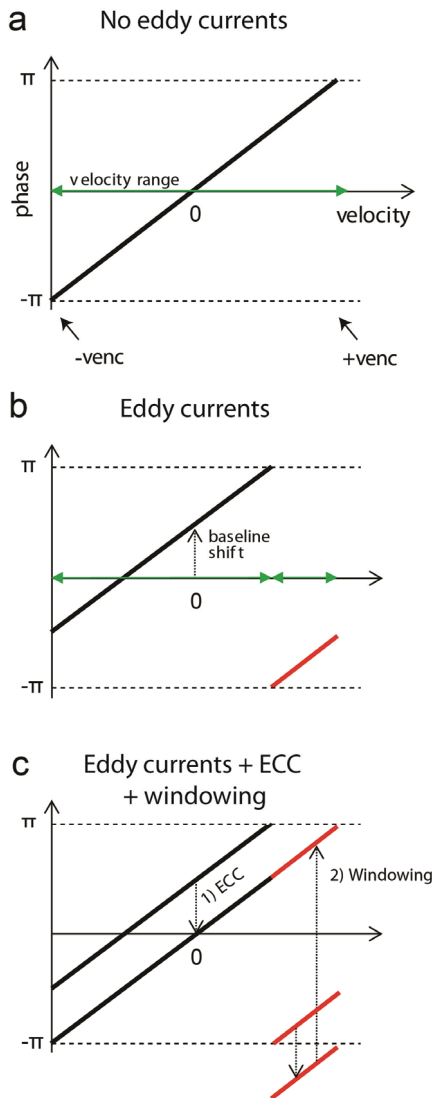 a
No eddy currents
π
velocity range
phase
0
velocity
-π
-venc
+venc
b
Eddy currents
π
baseline
shift
0
-π
c
Eddy currents + ECC
+ windowing
π
1) ECC
2) Windowing
0
-π